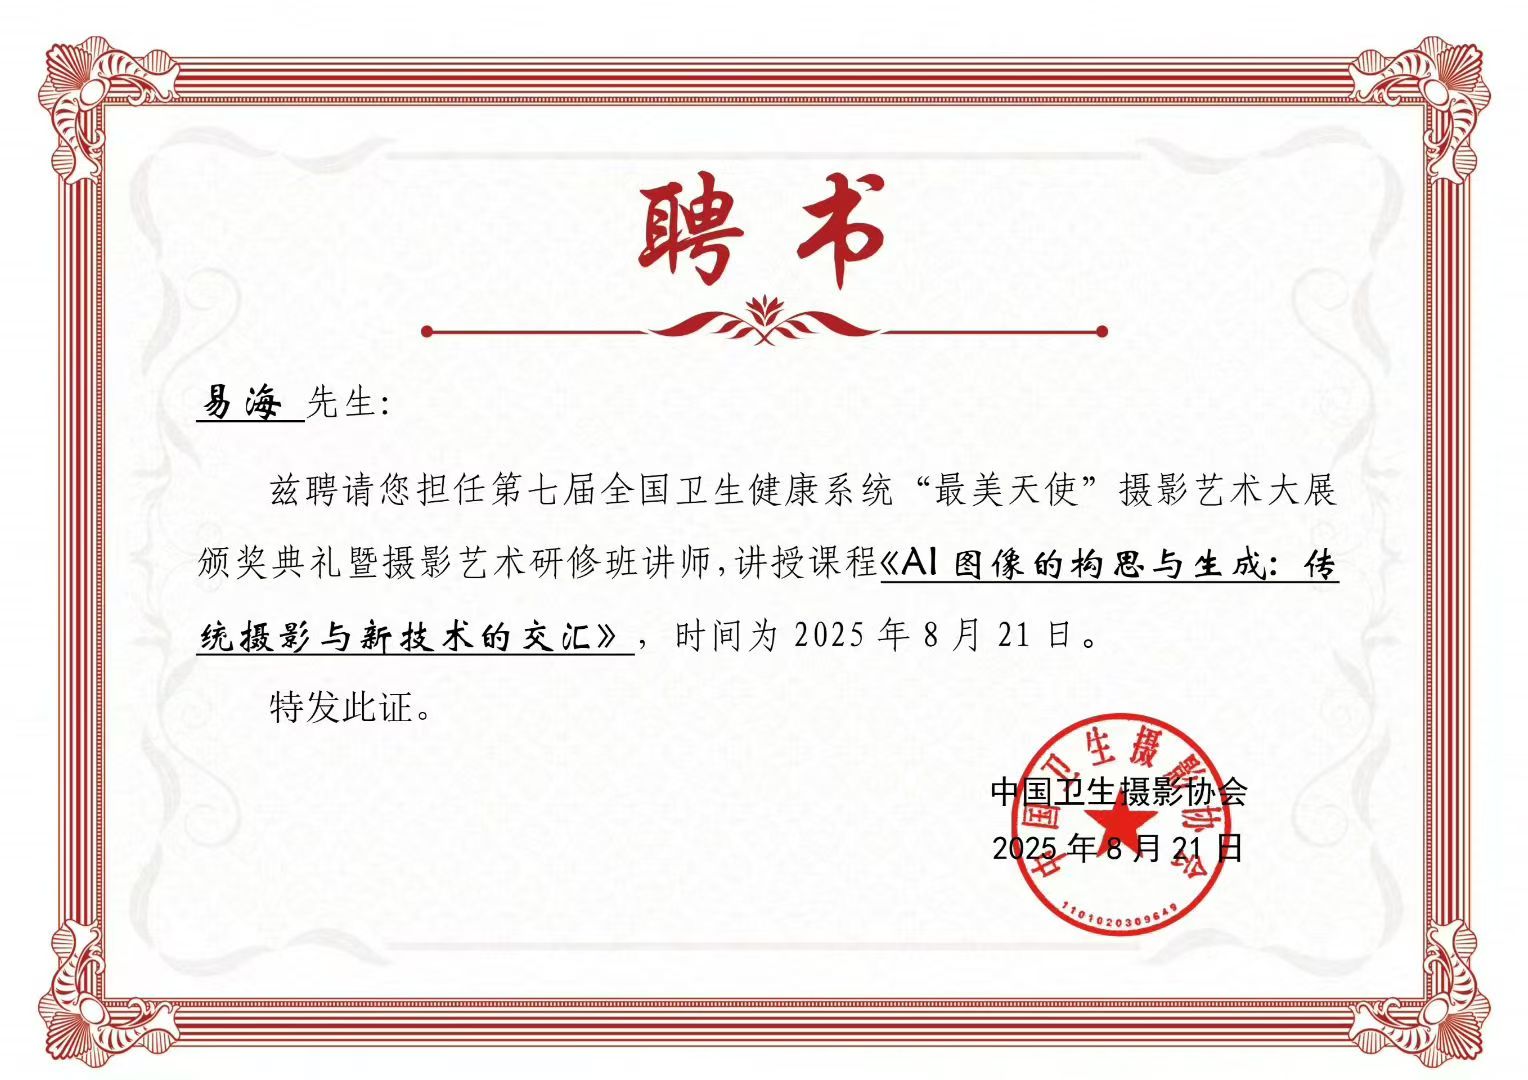 聘书
易海 先生:
兹聘请您担任第七届全国卫生健康系统“最美天使”摄影艺术大展
颁奖典礼暨摄影艺术研修班讲师,讲授课程《AI 图像的构思与生成：传
统摄影与新技术的交汇》，时间为 2025 年 8 月 21 日。
特发此证。
中国卫生摄影协会
2025 年 8 月 21 日
中国卫生摄影协会
1101020309649